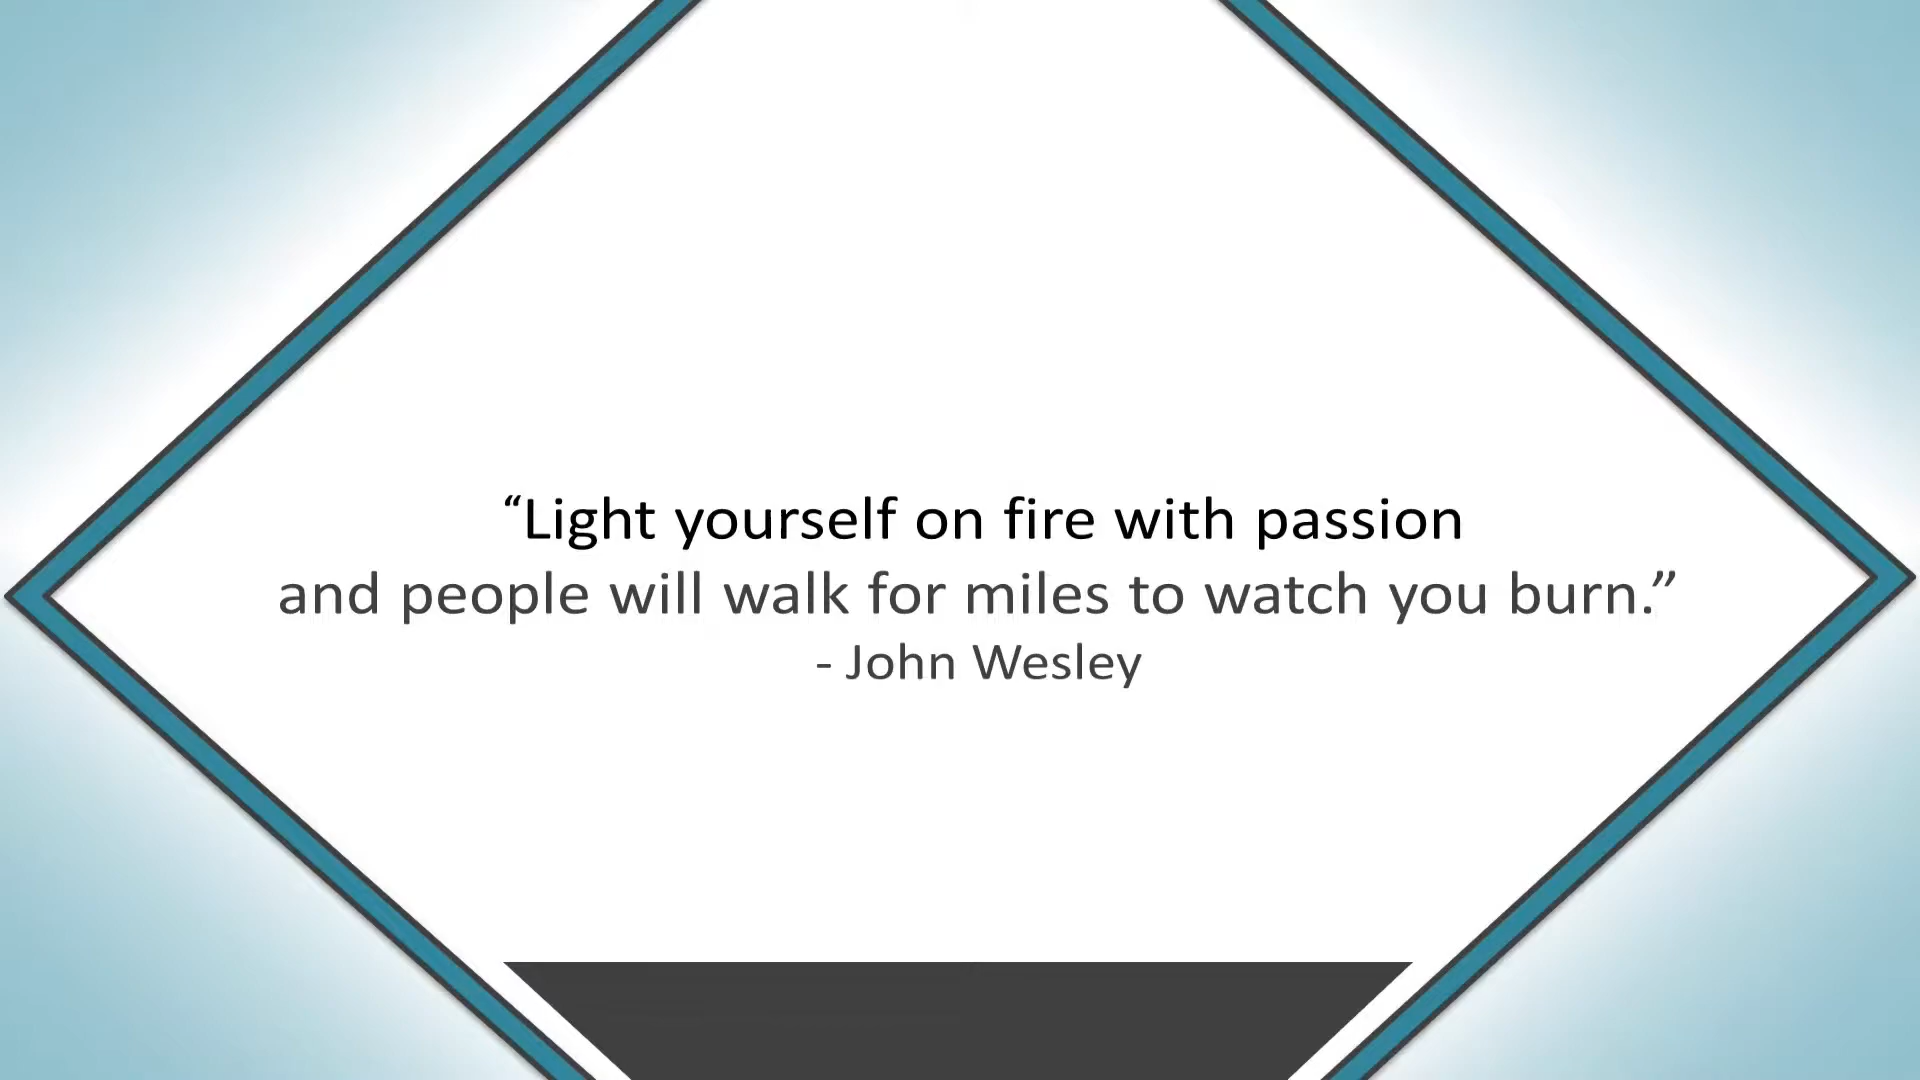 “Light yourself on fire with passion
and people will walk for miles to watch you burn.”
- John Wesley